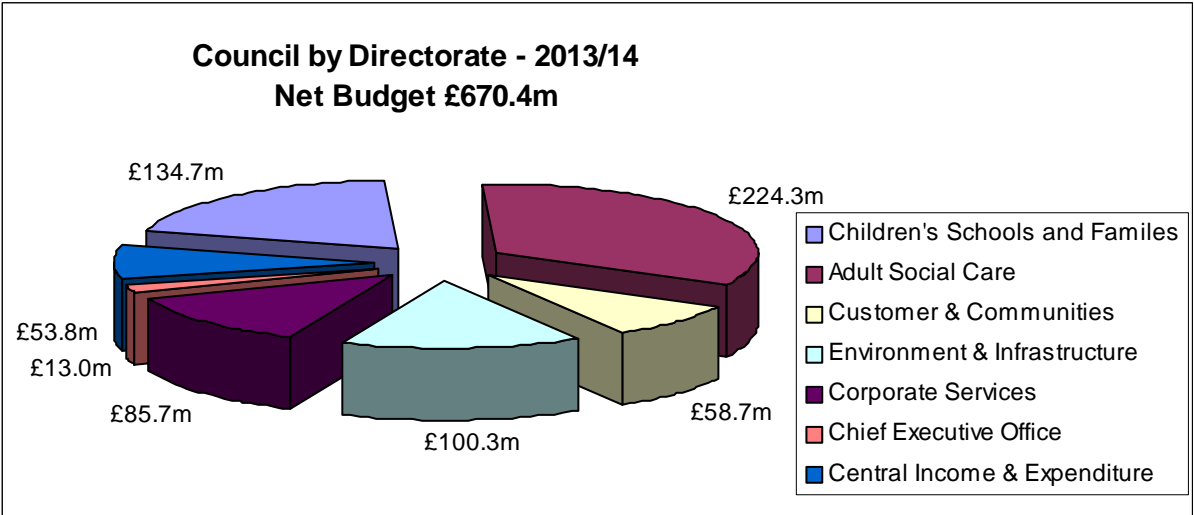 Council by Directorate - 2013/14
Net Budget £670.4m
£134.7m
£224.3m
£53.8m
£13.0m
£85.7m
£100.3m
£58.7m
Children's Schools and Familes
Adult Social Care
Customer & Communities
Environment & Infrastructure
Corporate Services
Chief Executive Office
Central Income & Expenditure